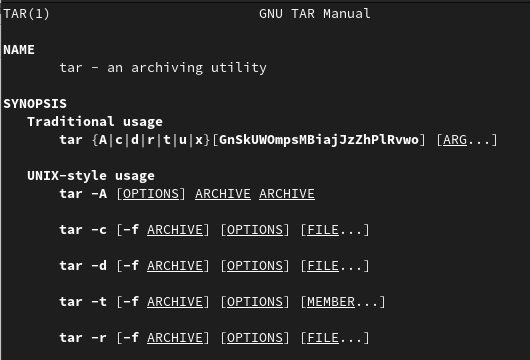 TAR(1) GNU TAR Manual
NAME
tar – an archiving utility
SYNOPSIS
Traditional usage
tar {A|c|d|r|t|u|x}[GnSkUWOmpsMBiajJzZhPlRvwo] [ARG...]
UNIX–style usage
tar –A [OPTIONS] ARCHIVE ARCHIVE
tar –c [–f ARCHIVE] [OPTIONS] [FILE...]
tar –d [–f ARCHIVE] [OPTIONS] [FILE...]
tar –t [–f ARCHIVE] [OPTIONS] [MEMBER...]
tar –r [–f ARCHIVE] [OPTIONS] [FILE...]